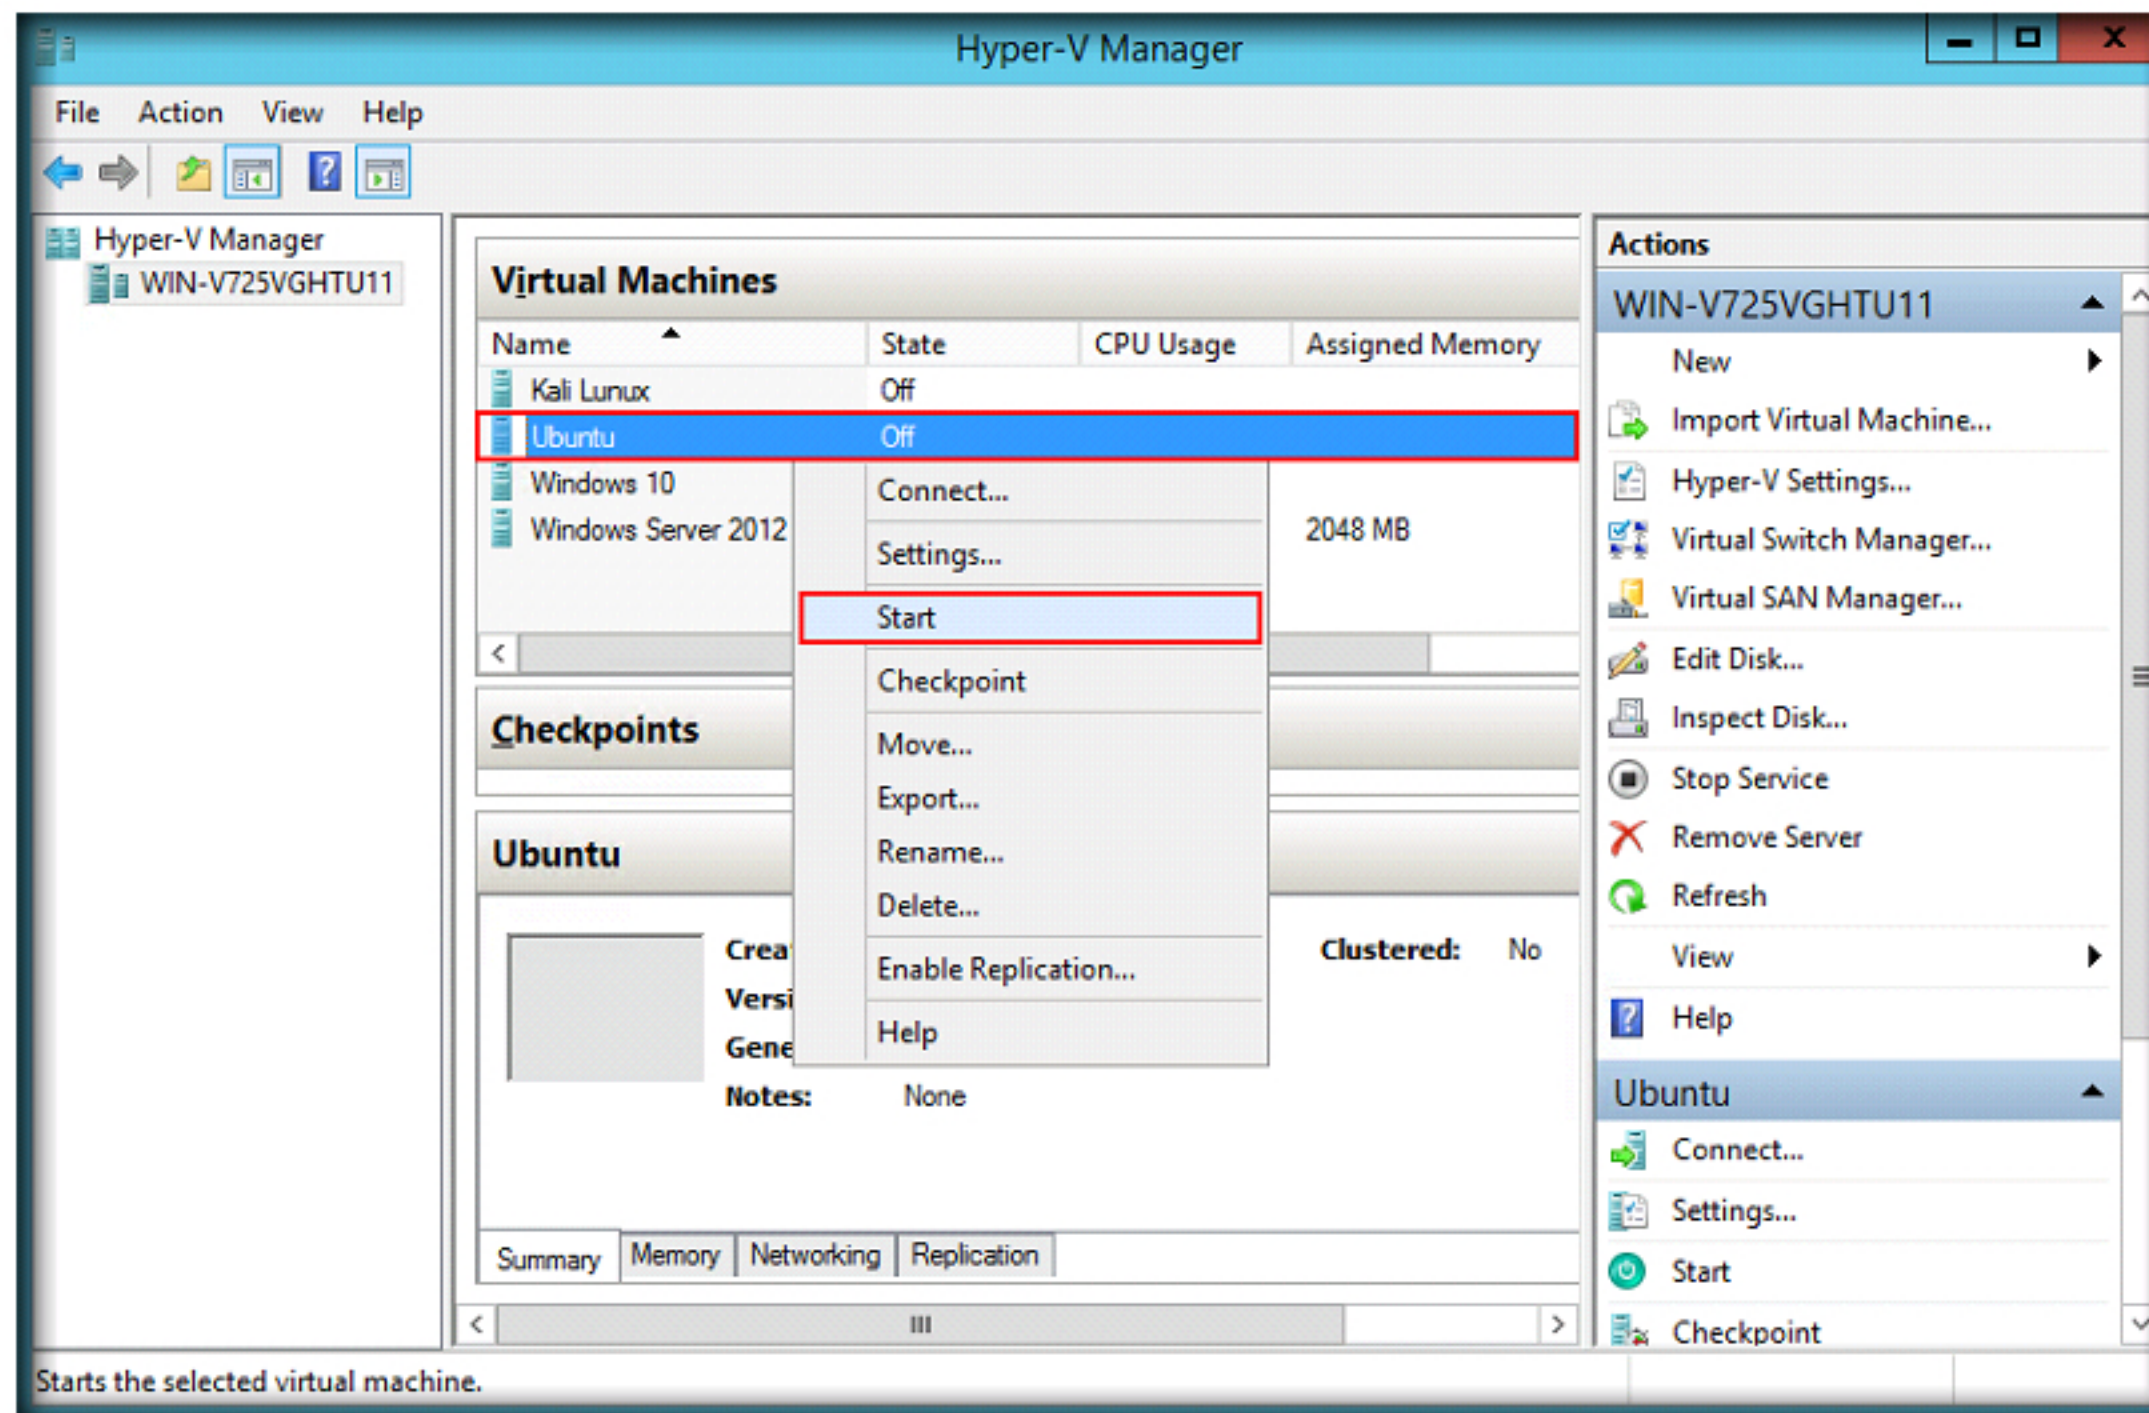 Hyper-V Manager
File Action View Help
Hyper-V Manager
WIN-V725VGHTU11
Virtual Machines
Name State CPU Usage Assigned Memory
Kali Lunux Off
Ubuntu Off
Windows 10
Windows Server 2012 2048 MB
Connect...
Settings...
Start
Checkpoint
Move...
Export...
Rename...
Delete...
Enable Replication...
Help
Checkpoints
Ubuntu
Crea
Versi
Gene
Notes: None
Clustered: No
Summary Memory Networking Replication
Actions
WIN-V725VGHTU11
New
Import Virtual Machine...
Hyper-V Settings...
Virtual Switch Manager...
Virtual SAN Manager...
Edit Disk...
Inspect Disk...
Stop Service
Remove Server
Refresh
View
Help
Ubuntu
Connect...
Settings...
Start
Checkpoint
Starts the selected virtual machine.